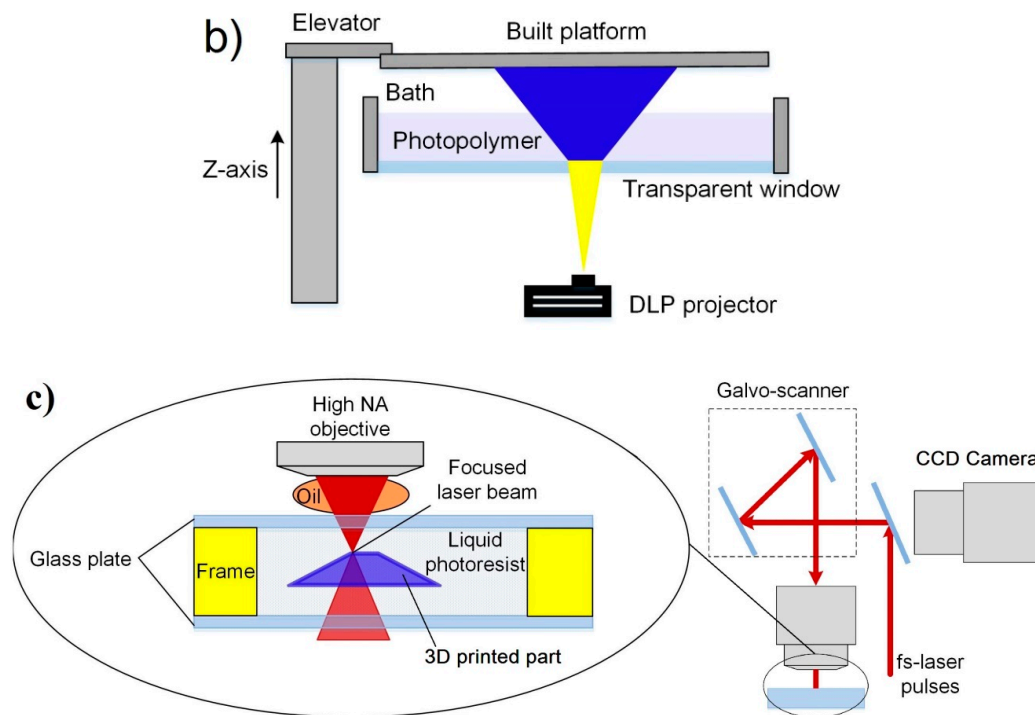 b)
Elevator
Built platform
Bath
Photopolymer
Z-axis
Transparent window
DLP projector
c)
High NA
objective
Focused
laser beam
Oil
Glass plate
Frame
Liquid
photoresist
3D printed part
Galvo-scanner
CCD Camera
fs-laser
pulses